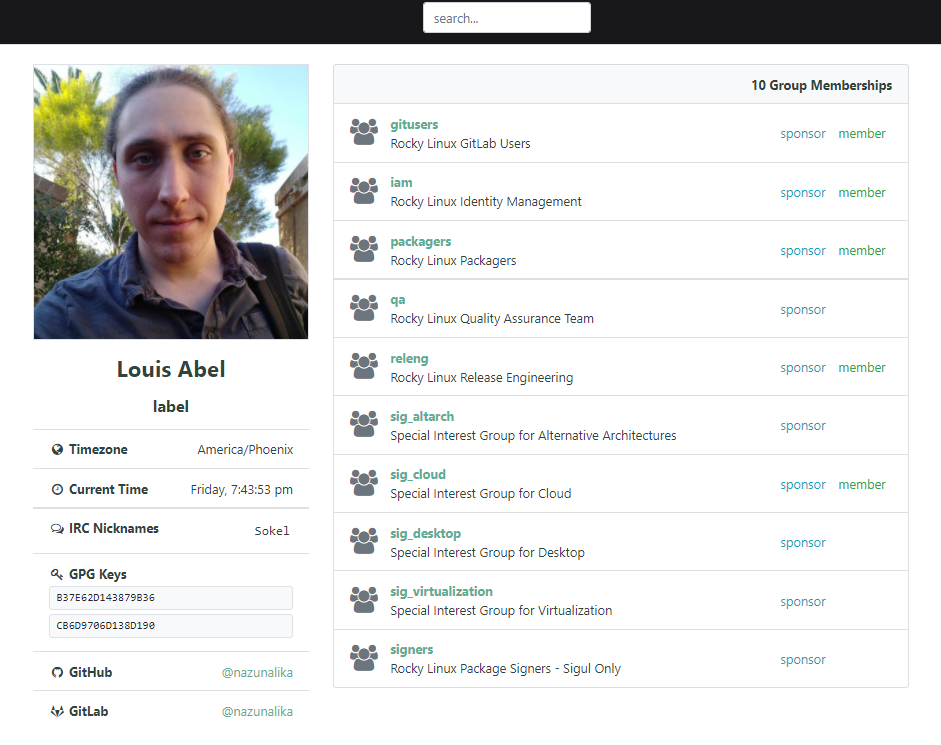 search...
Louis Abel
label
Timezone America/Phoenix
Current Time Friday, 7:43:53 pm
IRC Nicknames Sokel
GPG Keys
B37E62D143879B36
CB6D9706D138D190
GitHub @nazunalika
GitLab @nazunalika
10 Group Memberships
gitusers
Rocky Linux GitLab Users
sponsor member
iam
Rocky Linux Identity Management
sponsor member
packagers
Rocky Linux Packagers
sponsor member
qa
Rocky Linux Quality Assurance Team
sponsor
releng
Rocky Linux Release Engineering
sponsor member
sig_altarch
Special Interest Group for Alternative Architectures
sponsor
sig_cloud
Special Interest Group for Cloud
sponsor member
sig_desktop
Special Interest Group for Desktop
sponsor
sig_virtualization
Special Interest Group for Virtualization
sponsor
signers
Rocky Linux Package Signers - Sigul Only
sponsor